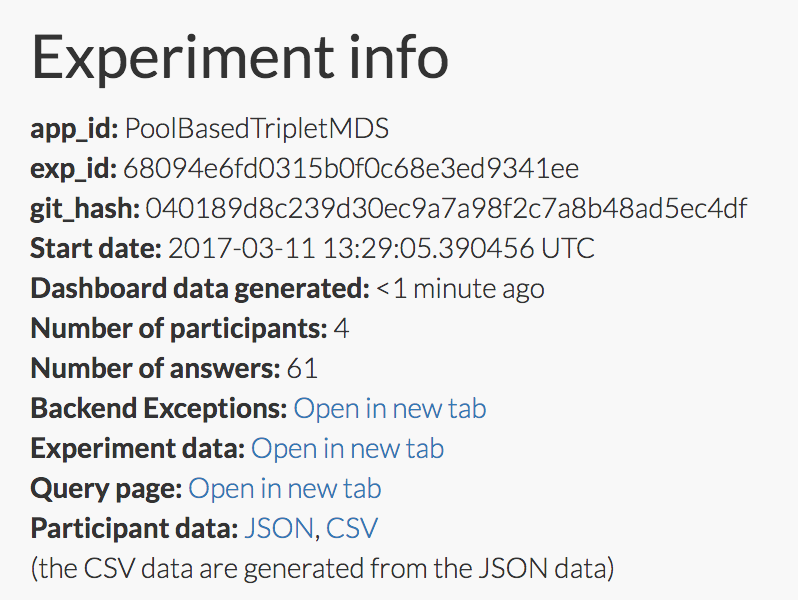 Experiment info
app_id: PoolBasedTripletMDS
exp_id: 68094e6fd0315b0f0c68e3ed9341ee
git_hash: 040189d8c239d30ec9a7a98f2c7a8b48ad5ec4df
Start date: 2017-03-11 13:29:05.390456 UTC
Dashboard data generated: <1 minute ago
Number of participants: 4
Number of answers: 61
Backend Exceptions: Open in new tab
Experiment data: Open in new tab
Query page: Open in new tab
Participant data: JSON, CSV
(the CSV data are generated from the JSON data)